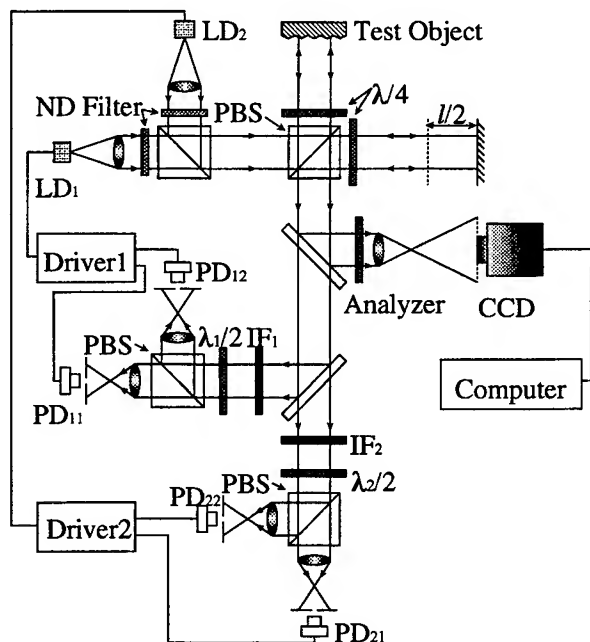 LD₂
Test Object
ND Filter
PBS
λ/4
l/2
LD₁
Driver1
PD₁₂
Analyzer
CCD
PBS
λ₁/2
IF₁
PD₁₁
Computer
IF₂
PD₂₂
PBS
λ₂/2
Driver2
PD₂₁